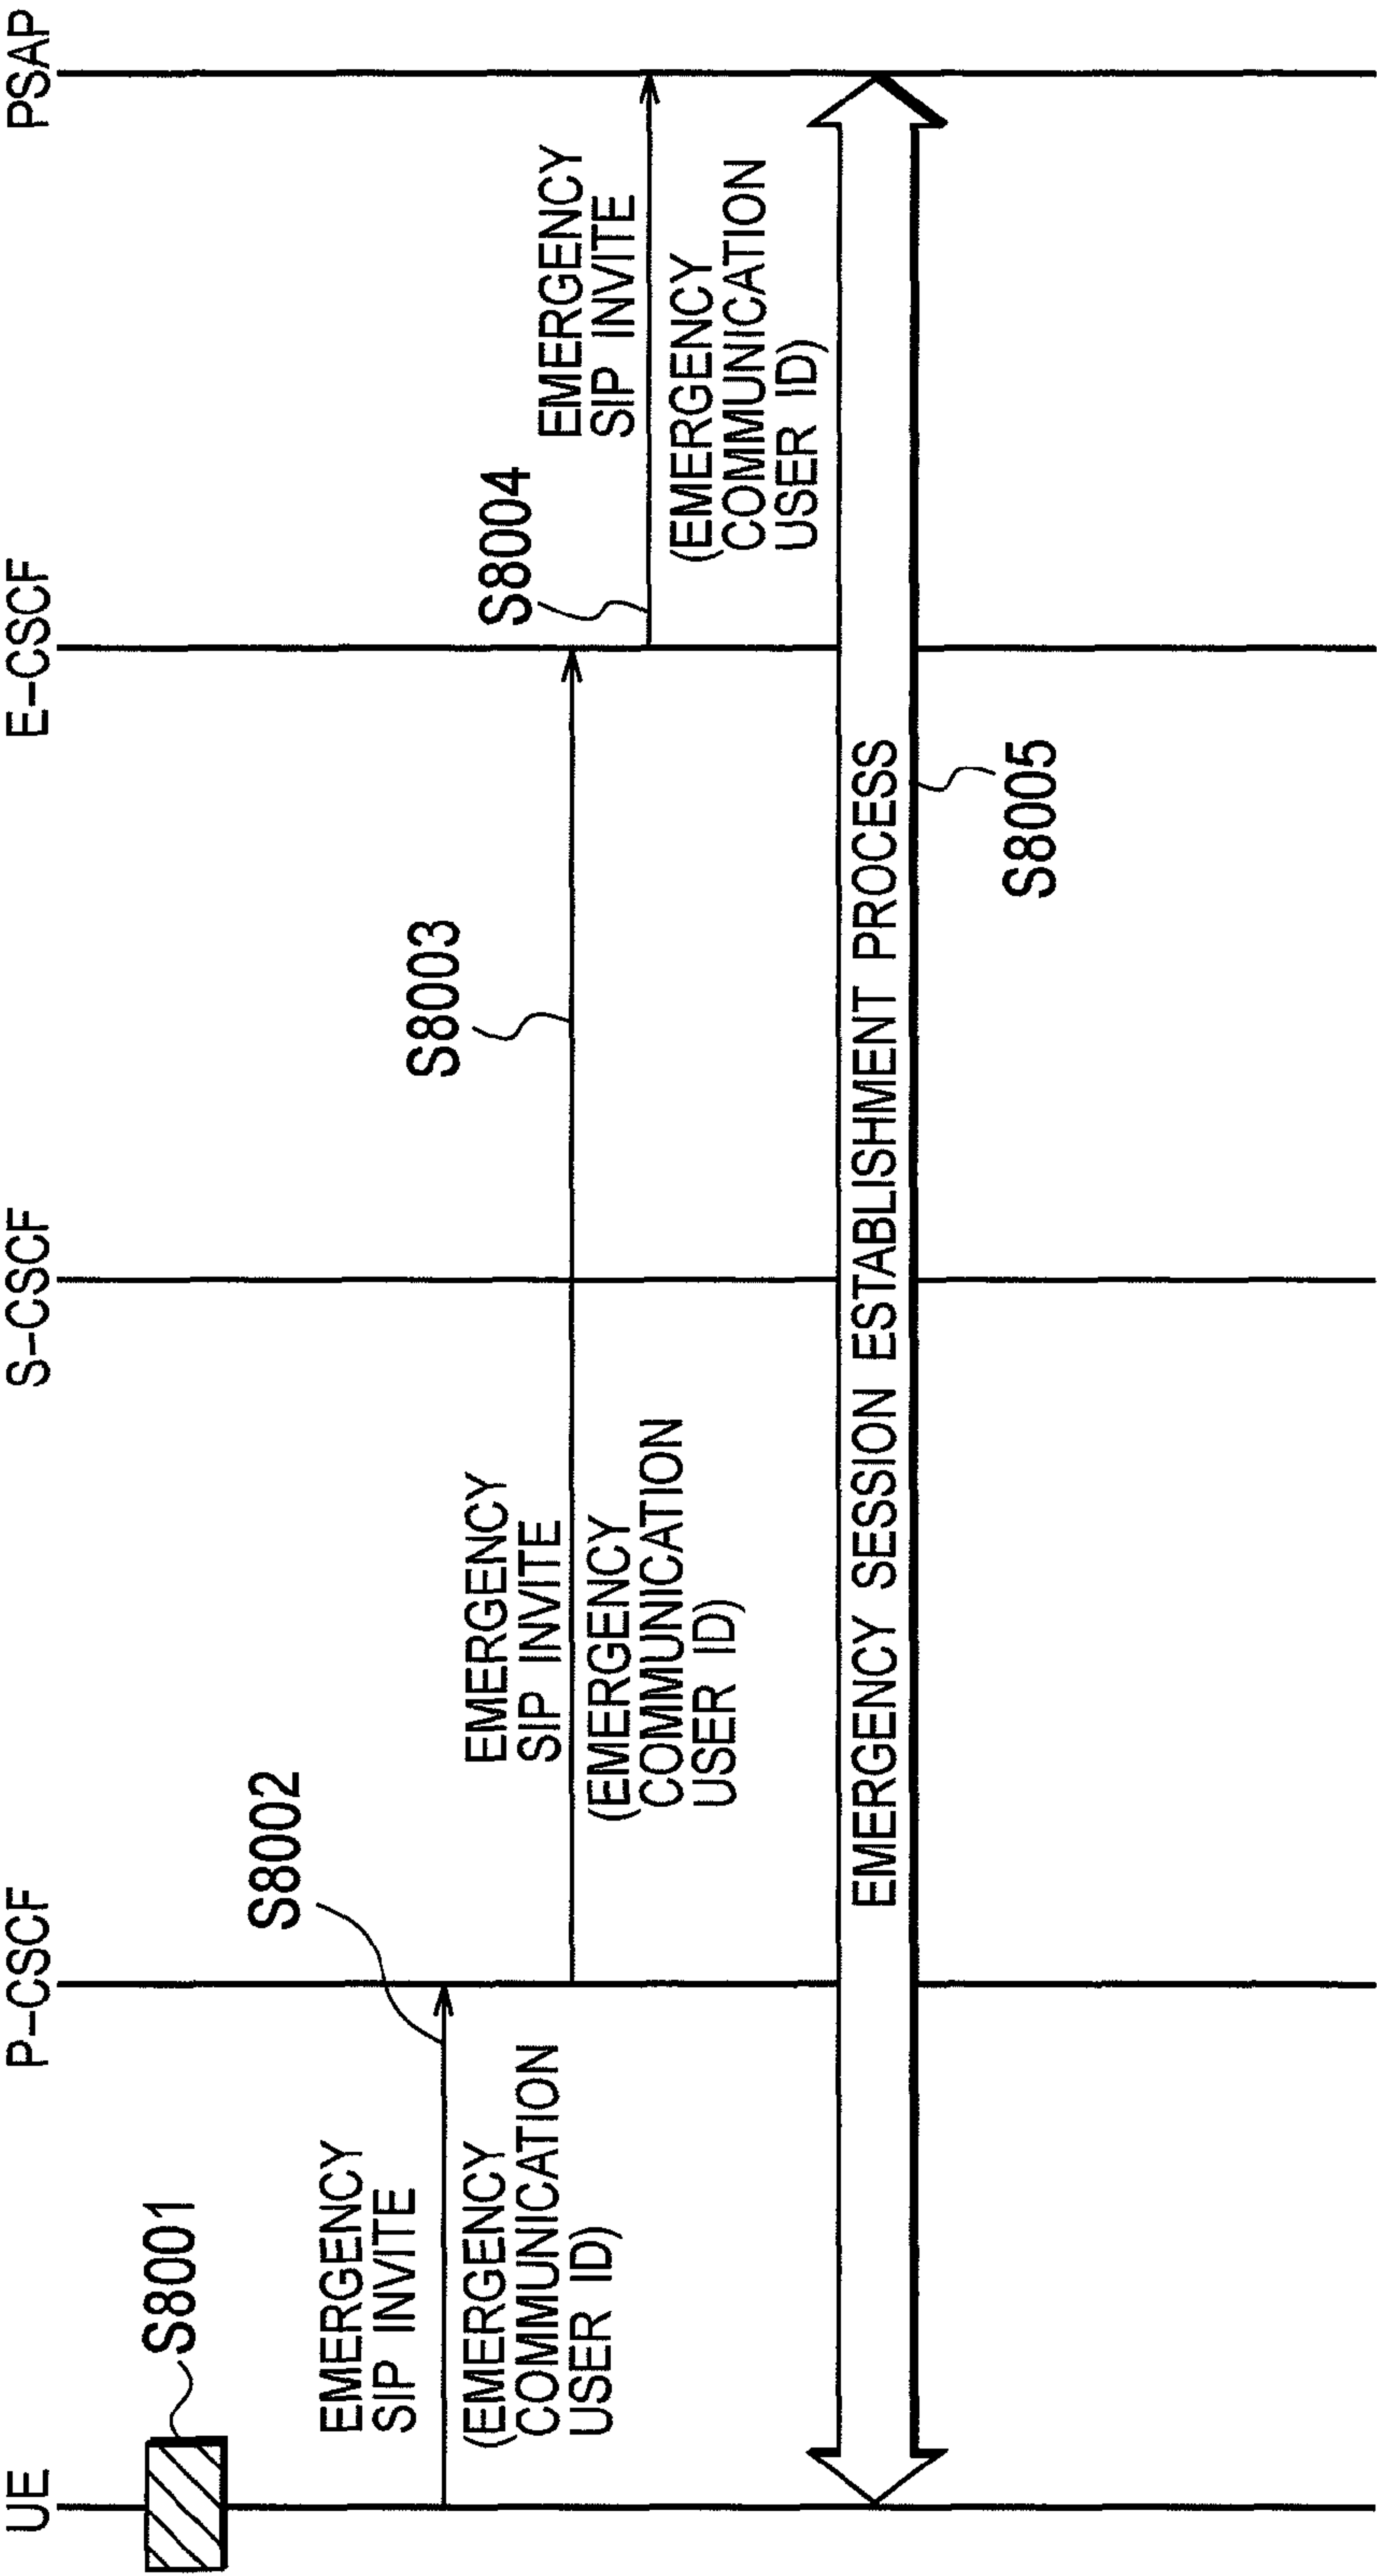 UE
P-CSCF
S-CSCF
E-CSCF
PSAP
S8001
S8002
EMERGENCY
SIP INVITE
(EMERGENCY
COMMUNICATION
USER ID)
S8003
EMERGENCY
SIP INVITE
(EMERGENCY
COMMUNICATION
USER ID)
S8004
EMERGENCY
SIP INVITE
(EMERGENCY
COMMUNICATION
USER ID)
EMERGENCY SESSION ESTABLISHMENT PROCESS
S8005